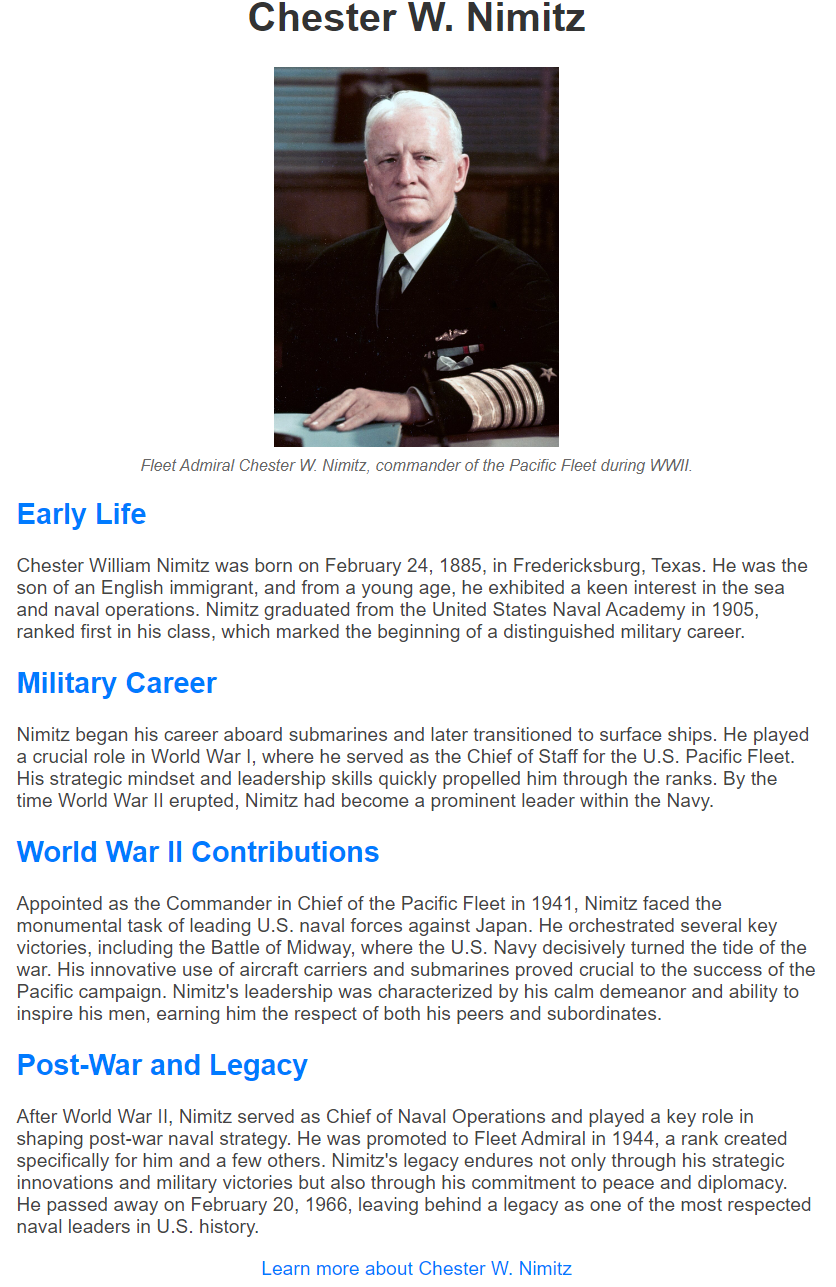 Chester W. Nimitz
Fleet Admiral Chester W. Nimitz, commander of the Pacific Fleet during WWII.
Early Life
Chester William Nimitz was born on February 24, 1885, in Fredericksburg, Texas. He was the
son of an English immigrant, and from a young age, he exhibited a keen interest in the sea
and naval operations. Nimitz graduated from the United States Naval Academy in 1905,
ranked first in his class, which marked the beginning of a distinguished military career.
Military Career
Nimitz began his career aboard submarines and later transitioned to surface ships. He played
a crucial role in World War I, where he served as the Chief of Staff for the U.S. Pacific Fleet.
His strategic mindset and leadership skills quickly propelled him through the ranks. By the
time World War II erupted, Nimitz had become a prominent leader within the Navy.
World War II Contributions
Appointed as the Commander in Chief of the Pacific Fleet in 1941, Nimitz faced the
monumental task of leading U.S. naval forces against Japan. He orchestrated several key
victories, including the Battle of Midway, where the U.S. Navy decisively turned the tide of the
war. His innovative use of aircraft carriers and submarines proved crucial to the success of the
Pacific campaign. Nimitz's leadership was characterized by his calm demeanor and ability to
inspire his men, earning him the respect of both his peers and subordinates.
Post-War and Legacy
After World War II, Nimitz served as Chief of Naval Operations and played a key role in
shaping post-war naval strategy. He was promoted to Fleet Admiral in 1944, a rank created
specifically for him and a few others. Nimitz's legacy endures not only through his strategic
innovations and military victories but also through his commitment to peace and diplomacy.
He passed away on February 20, 1966, leaving behind a legacy as one of the most respected
naval leaders in U.S. history.
Learn more about Chester W. Nimitz